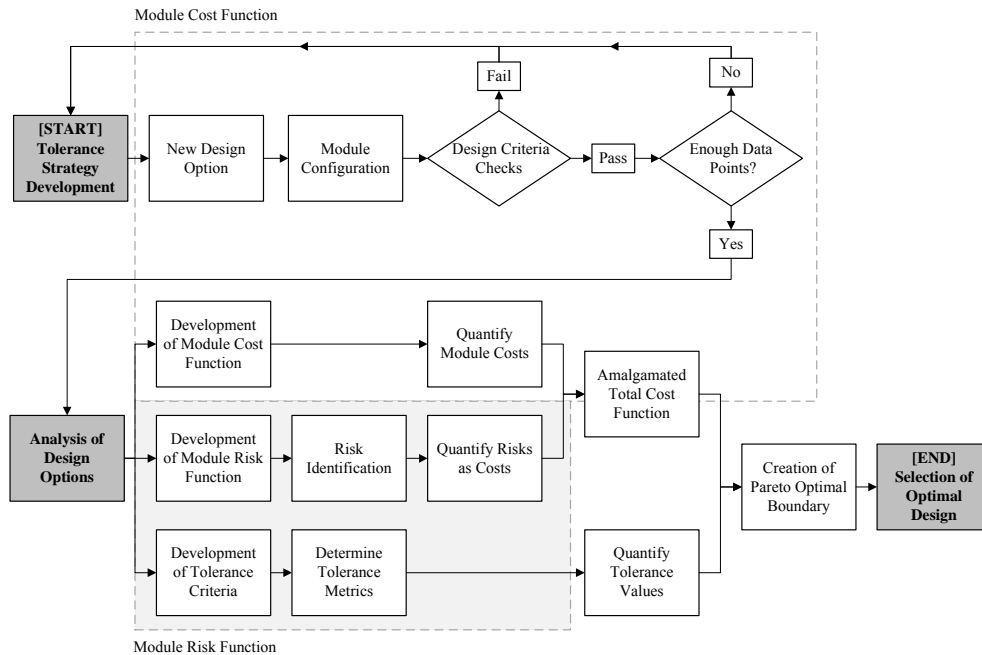 Module Cost Function
Fail
No
[START]
Tolerance
Strategy
Development
New Design
Option
Module
Configuration
Design Criteria
Checks
Pass
Enough Data
Points?
Yes
Development
of Module Cost
Function
Quantify
Module Costs
Amalgamated
Total Cost
Function
Analysis of
Design
Options
Development
of Module Risk
Function
Risk
Identification
Quantify Risks
as Costs
Creation of
Pareto Optimal
Boundary
[END]
Selection of
Optimal
Design
Development
of Tolerance
Criteria
Determine
Tolerance
Metrics
Quantify
Tolerance
Values
Module Risk Function